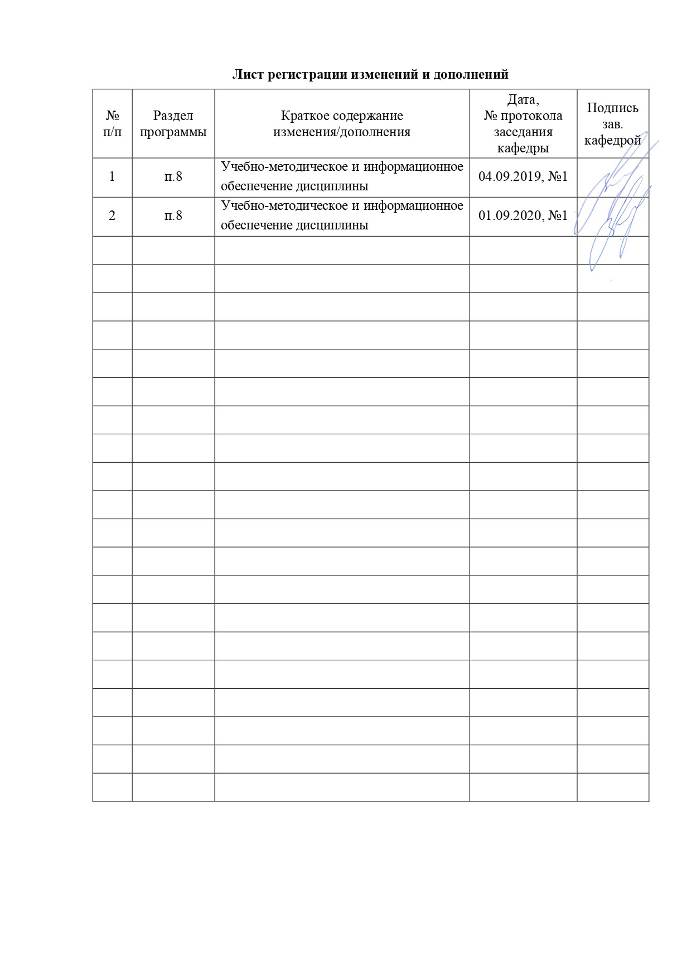 Лист регистрации изменений и дополнений
№ п/п
Раздел программы
Краткое содержание изменения/дополнения
Дата, № протокола заседания кафедры
Подпись зав. кафедрой
1
п.8
Учебно-методическое и информационное
обеспечение дисциплины
04.09.2019, №1
2
п.8
Учебно-методическое и информационное
обеспечение дисциплины
01.09.2020, №1